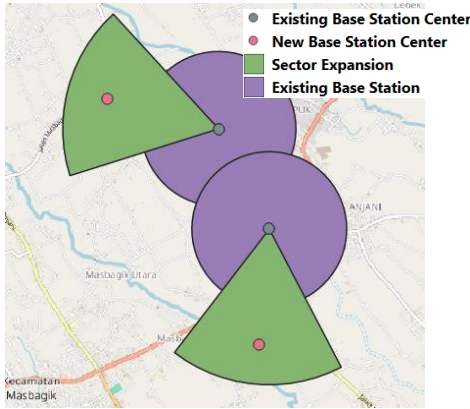 Existing Base Station Center
New Base Station Center
Sector Expansion
Existing Base Station
ANJANI
Masbagik Utara
Kecamatan
Masbagik